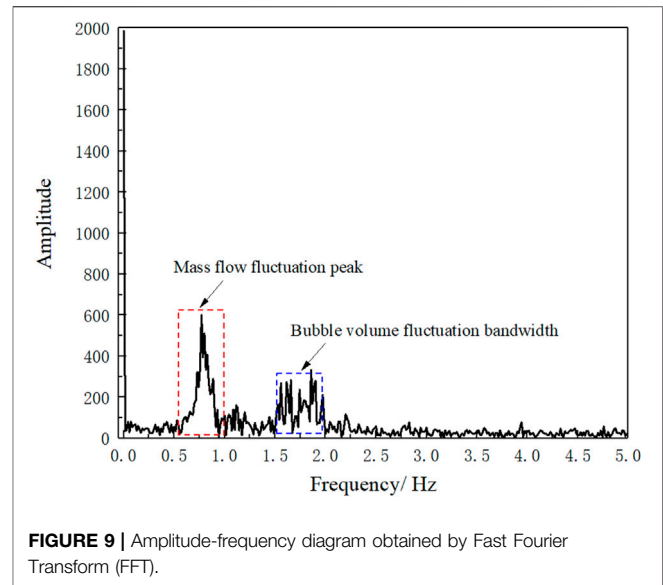 2000
1800
1600
1400
1200
1000
800
600
400
200
0
Amplitude
Mass flow fluctuation peak
Bubble volume fluctuation bandwidth
0.0 0.5 1.0 1.5 2.0 2.5 3.0 3.5 4.0 4.5 5.0
Frequency/ Hz
FIGURE 9 | Amplitude-frequency diagram obtained by Fast Fourier
Transform (FFT).